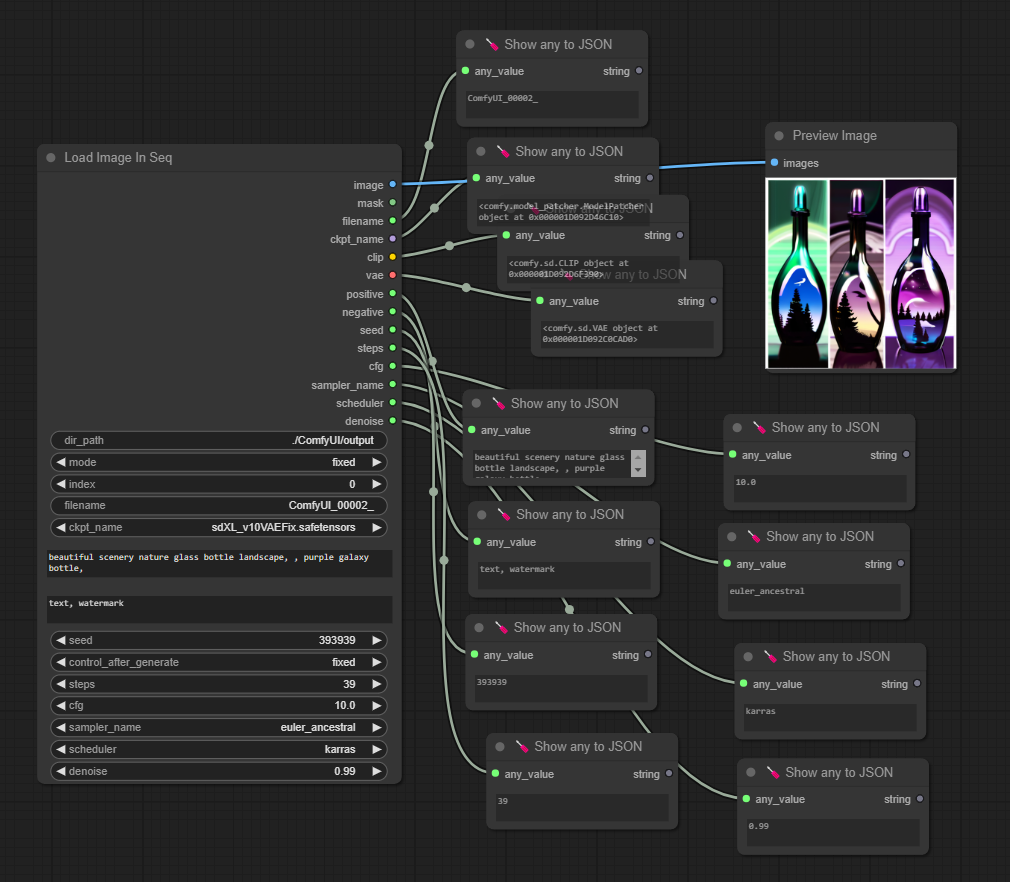 Load Image In Seq
image
mask
filename
ckpt_name
clip
vae
positive
negative
seed
steps
cfg
sampler_name
scheduler
denoise
dir_path ./ComfyUI/output
mode fixed
index 0
filename ComfyUI_00002_
ckpt_name sdXL_v10VAEFix.safetensors
beautiful scenery nature glass bottle landscape, , purple galaxy
bottle,
text, watermark
seed 393939
control_after_generate fixed
steps 39
cfg 10.0
sampler_name euler_ancestral
scheduler karras
denoise 0.99
Show any to JSON
any_value string
ComfyUI_00002_
Show any to JSON
any_value string
<comfy.model_patcher.ModelPatcher
object at 0x000001D092D46C10>
any_value string
<comfy.sd.CLIP object at
0x000001D092D6F390>
Show any to JSON
any_value string
<comfy.sd.VAE object at
0x000001D092C0CAD0>
Show any to JSON
any_value string
beautiful scenery nature glass
bottle landscape, , purple
galaxy bottle,
Show any to JSON
any_value string
text, watermark
Show any to JSON
any_value string
393939
Show any to JSON
any_value string
39
Preview Image
images
Show any to JSON
any_value string
10.0
Show any to JSON
any_value string
euler_ancestral
Show any to JSON
any_value string
karras
Show any to JSON
any_value string
0.99